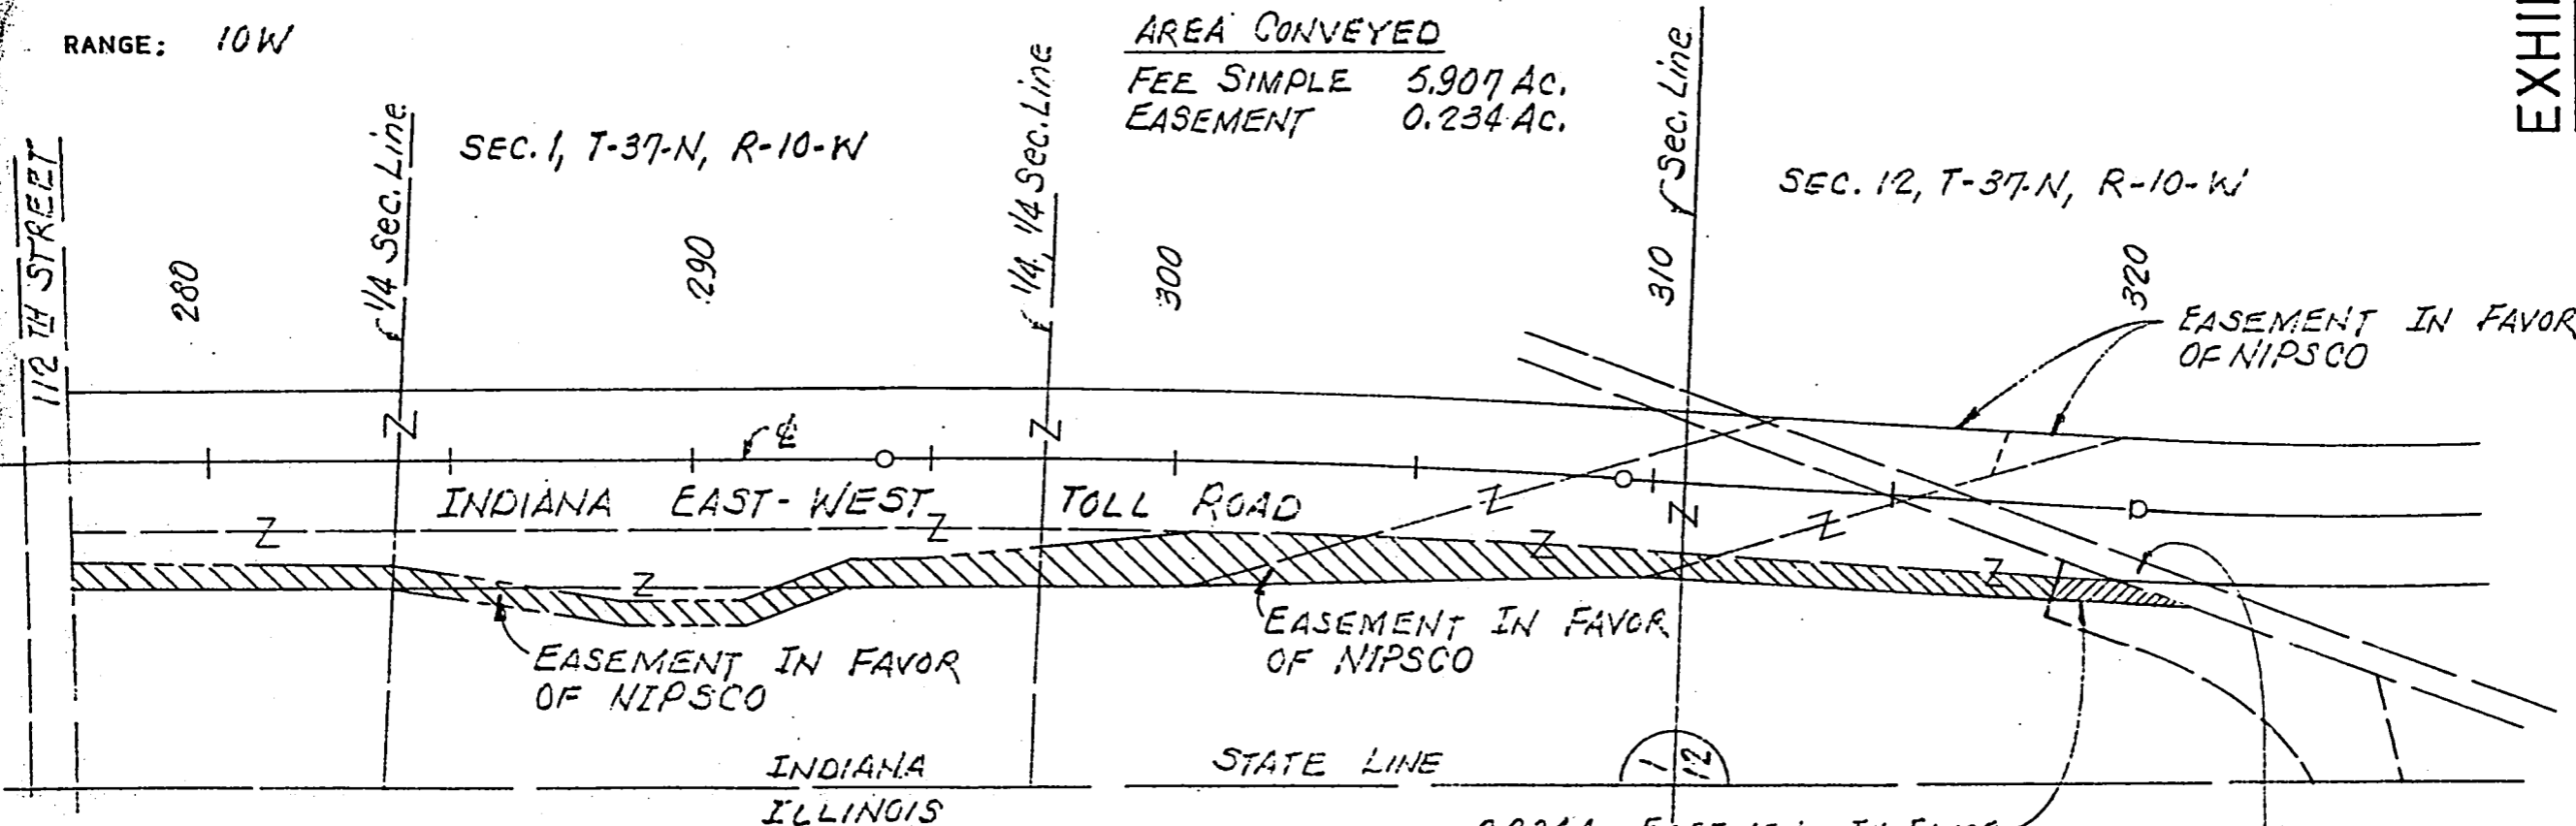 RANGE: 10W
AREA CONVEYED
FEE SIMPLE 5.907 AC.
EASEMENT 0.234 AC.
EXHI
112 TH STREET
1/4 Sec. Line
SEC. 1, T-37-N, R-10-W
1/4, 1/4 Sec. Line
Sec. Line
SEC. 12, T-37-N, R-10-W
280
290
300
310
320
EASEMENT IN FAVOR
OF NIPSCO
INDIANA EAST-WEST TOLL ROAD
EASEMENT IN FAVOR
OF NIPSCO
EASEMENT IN FAVOR
OF NIPSCO
INDIANA STATE LINE
ILLINOIS
1
12
IN